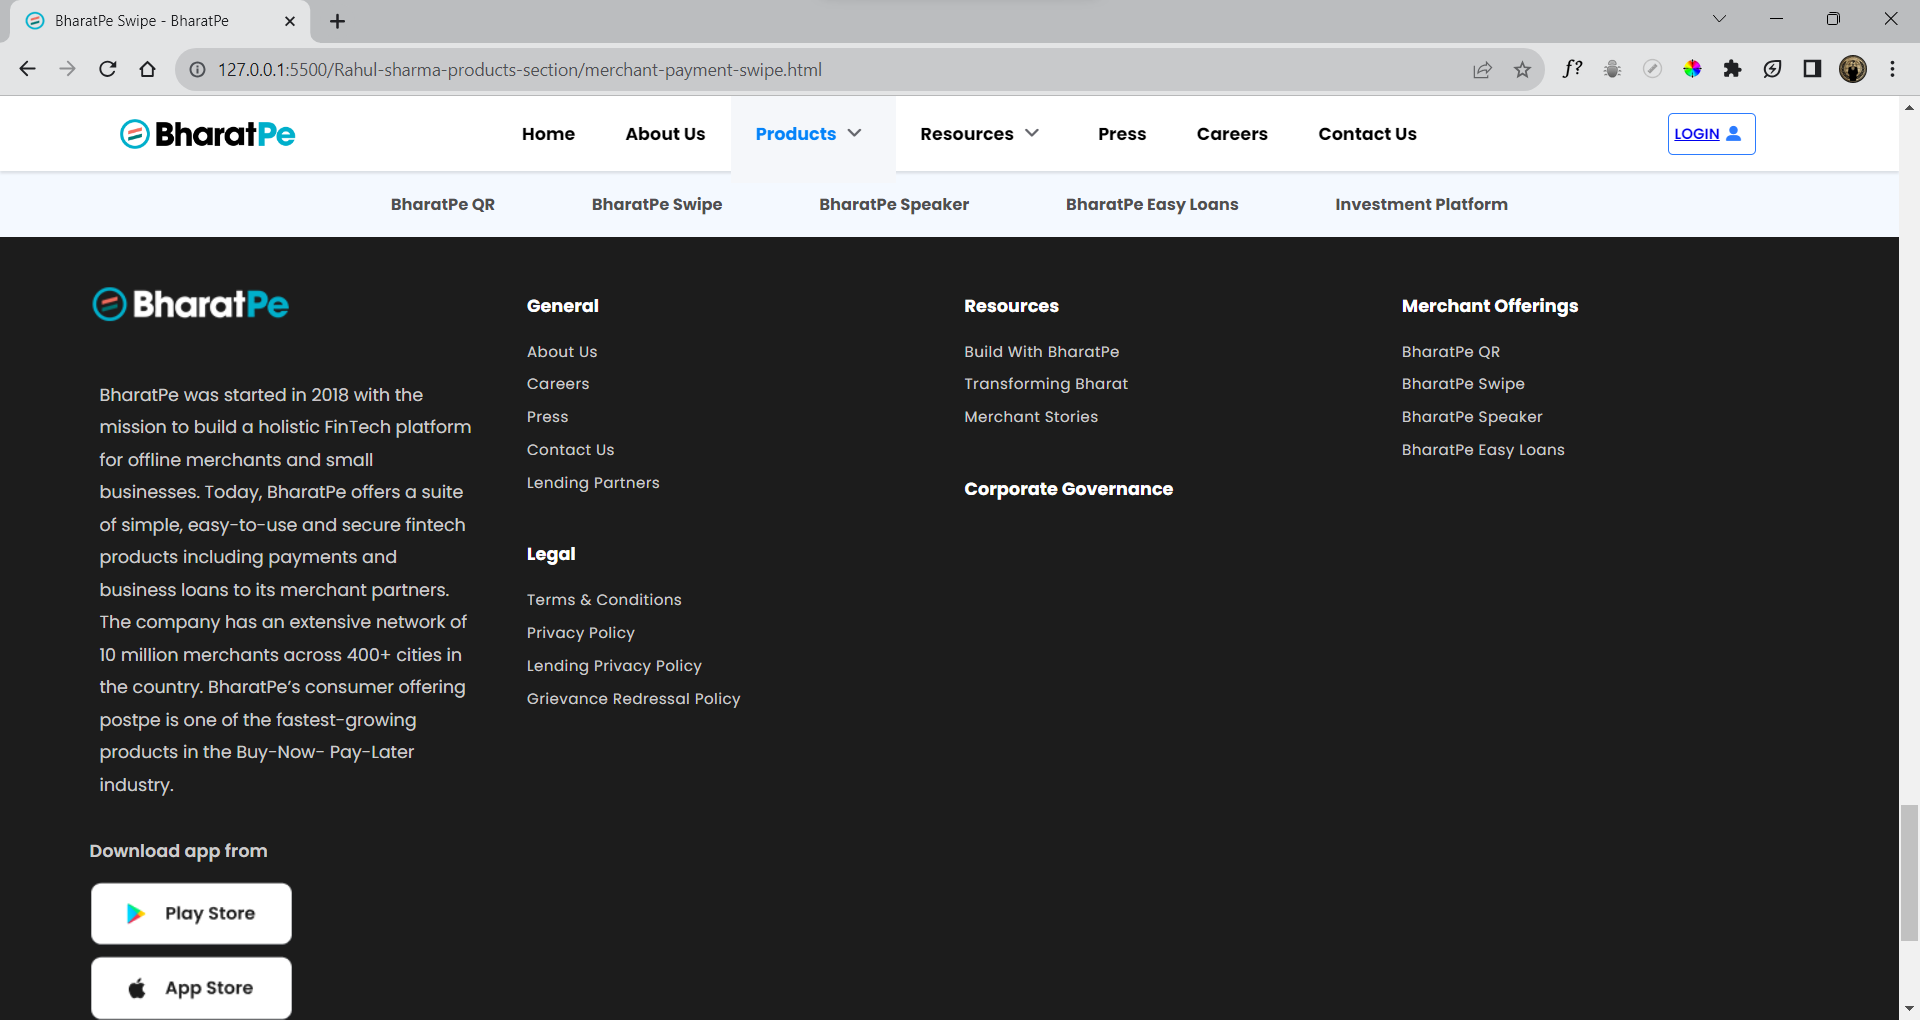 BharatPe Swipe - BharatPe
127.0.0.1:5500/Rahul-sharma-products-section/merchant-payment-swipe.html
f?
BharatPe
Home
About Us
Products
Resources
Press
Careers
Contact Us
LOGIN
BharatPe QR
BharatPe Swipe
BharatPe Speaker
BharatPe Easy Loans
Investment Platform
BharatPe
BharatPe was started in 2018 with the
mission to build a holistic FinTech platform
for offline merchants and small
businesses. Today, BharatPe offers a suite
of simple, easy-to-use and secure fintech
products including payments and
business loans to its merchant partners.
The company has an extensive network of
10 million merchants across 400+ cities in
the country. BharatPe’s consumer offering
postpe is one of the fastest-growing
products in the Buy-Now- Pay-Later
industry.
Download app from
Play Store
App Store
General
About Us
Careers
Press
Contact Us
Lending Partners
Legal
Terms & Conditions
Privacy Policy
Lending Privacy Policy
Grievance Redressal Policy
Resources
Build With BharatPe
Transforming Bharat
Merchant Stories
Corporate Governance
Merchant Offerings
BharatPe QR
BharatPe Swipe
BharatPe Speaker
BharatPe Easy Loans